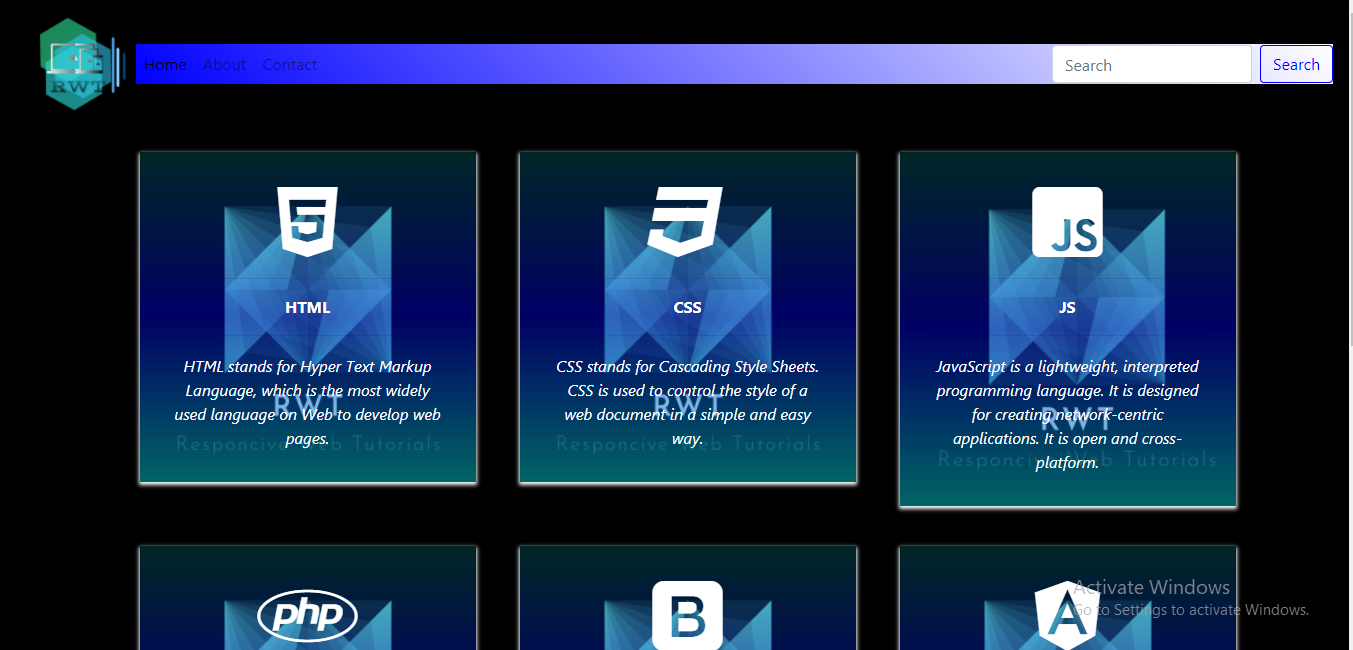 RWT
Home About Contact Search Search
HTML
HTML stands for Hyper Text Markup
Language, which is the most widely
used language on Web to develop web
pages.
RWT
Responcive Web Tutorials
CSS
CSS stands for Cascading Style Sheets.
CSS is used to control the style of a
web document in a simple and easy
way.
RWT
Responcive Web Tutorials
JS
JS
JavaScript is a lightweight, interpreted
programming language. It is designed
for creating network-centric
applications. It is open and cross-
platform.
RWT
Responcive Web Tutorials
php
B
A
Activate Windows
Go to Settings to activate Windows.